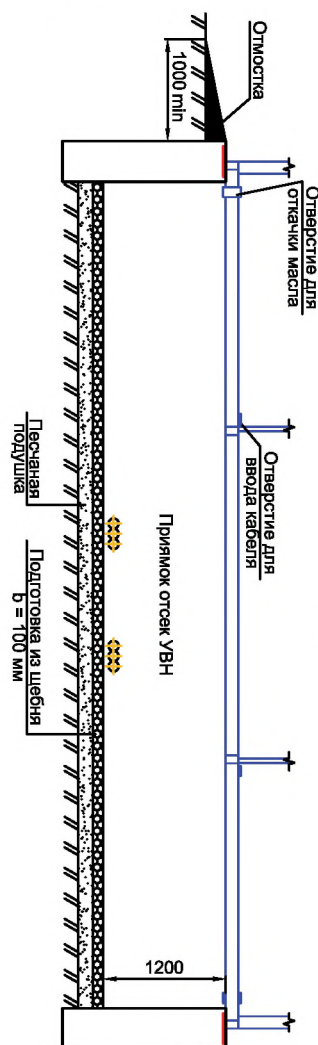 Отмостка
1000 min
Отверстие для
откачки масла
Отверстие для
ввода кабеля
Приямок отсек УВН
Песчаная
подушка
Подготовка из щебня
b = 100 мм
1200